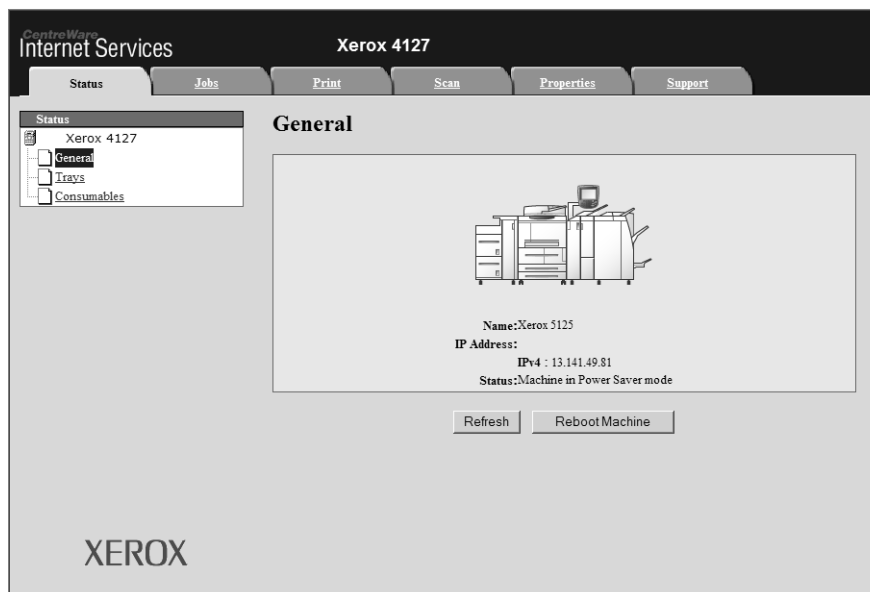 CentreWare
Internet Services
Xerox 4127
Status
Jobs
Print
Scan
Properties
Support
Status
Xerox 4127
General
Trays
Consumables
General
Name:Xerox 5125
IP Address:
IPv4 : 13.141.49.81
Status:Machine in Power Saver mode
Refresh
Reboot Machine
XEROX